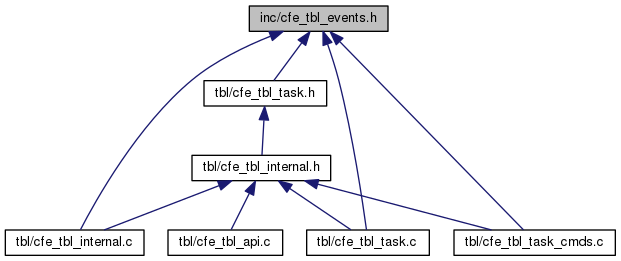 inc/cfe_tbl_events.h
tbl/cfe_tbl_task.h
tbl/cfe_tbl_internal.h
tbl/cfe_tbl_internal.c
tbl/cfe_tbl_api.c
tbl/cfe_tbl_task.c
tbl/cfe_tbl_task_cmds.c